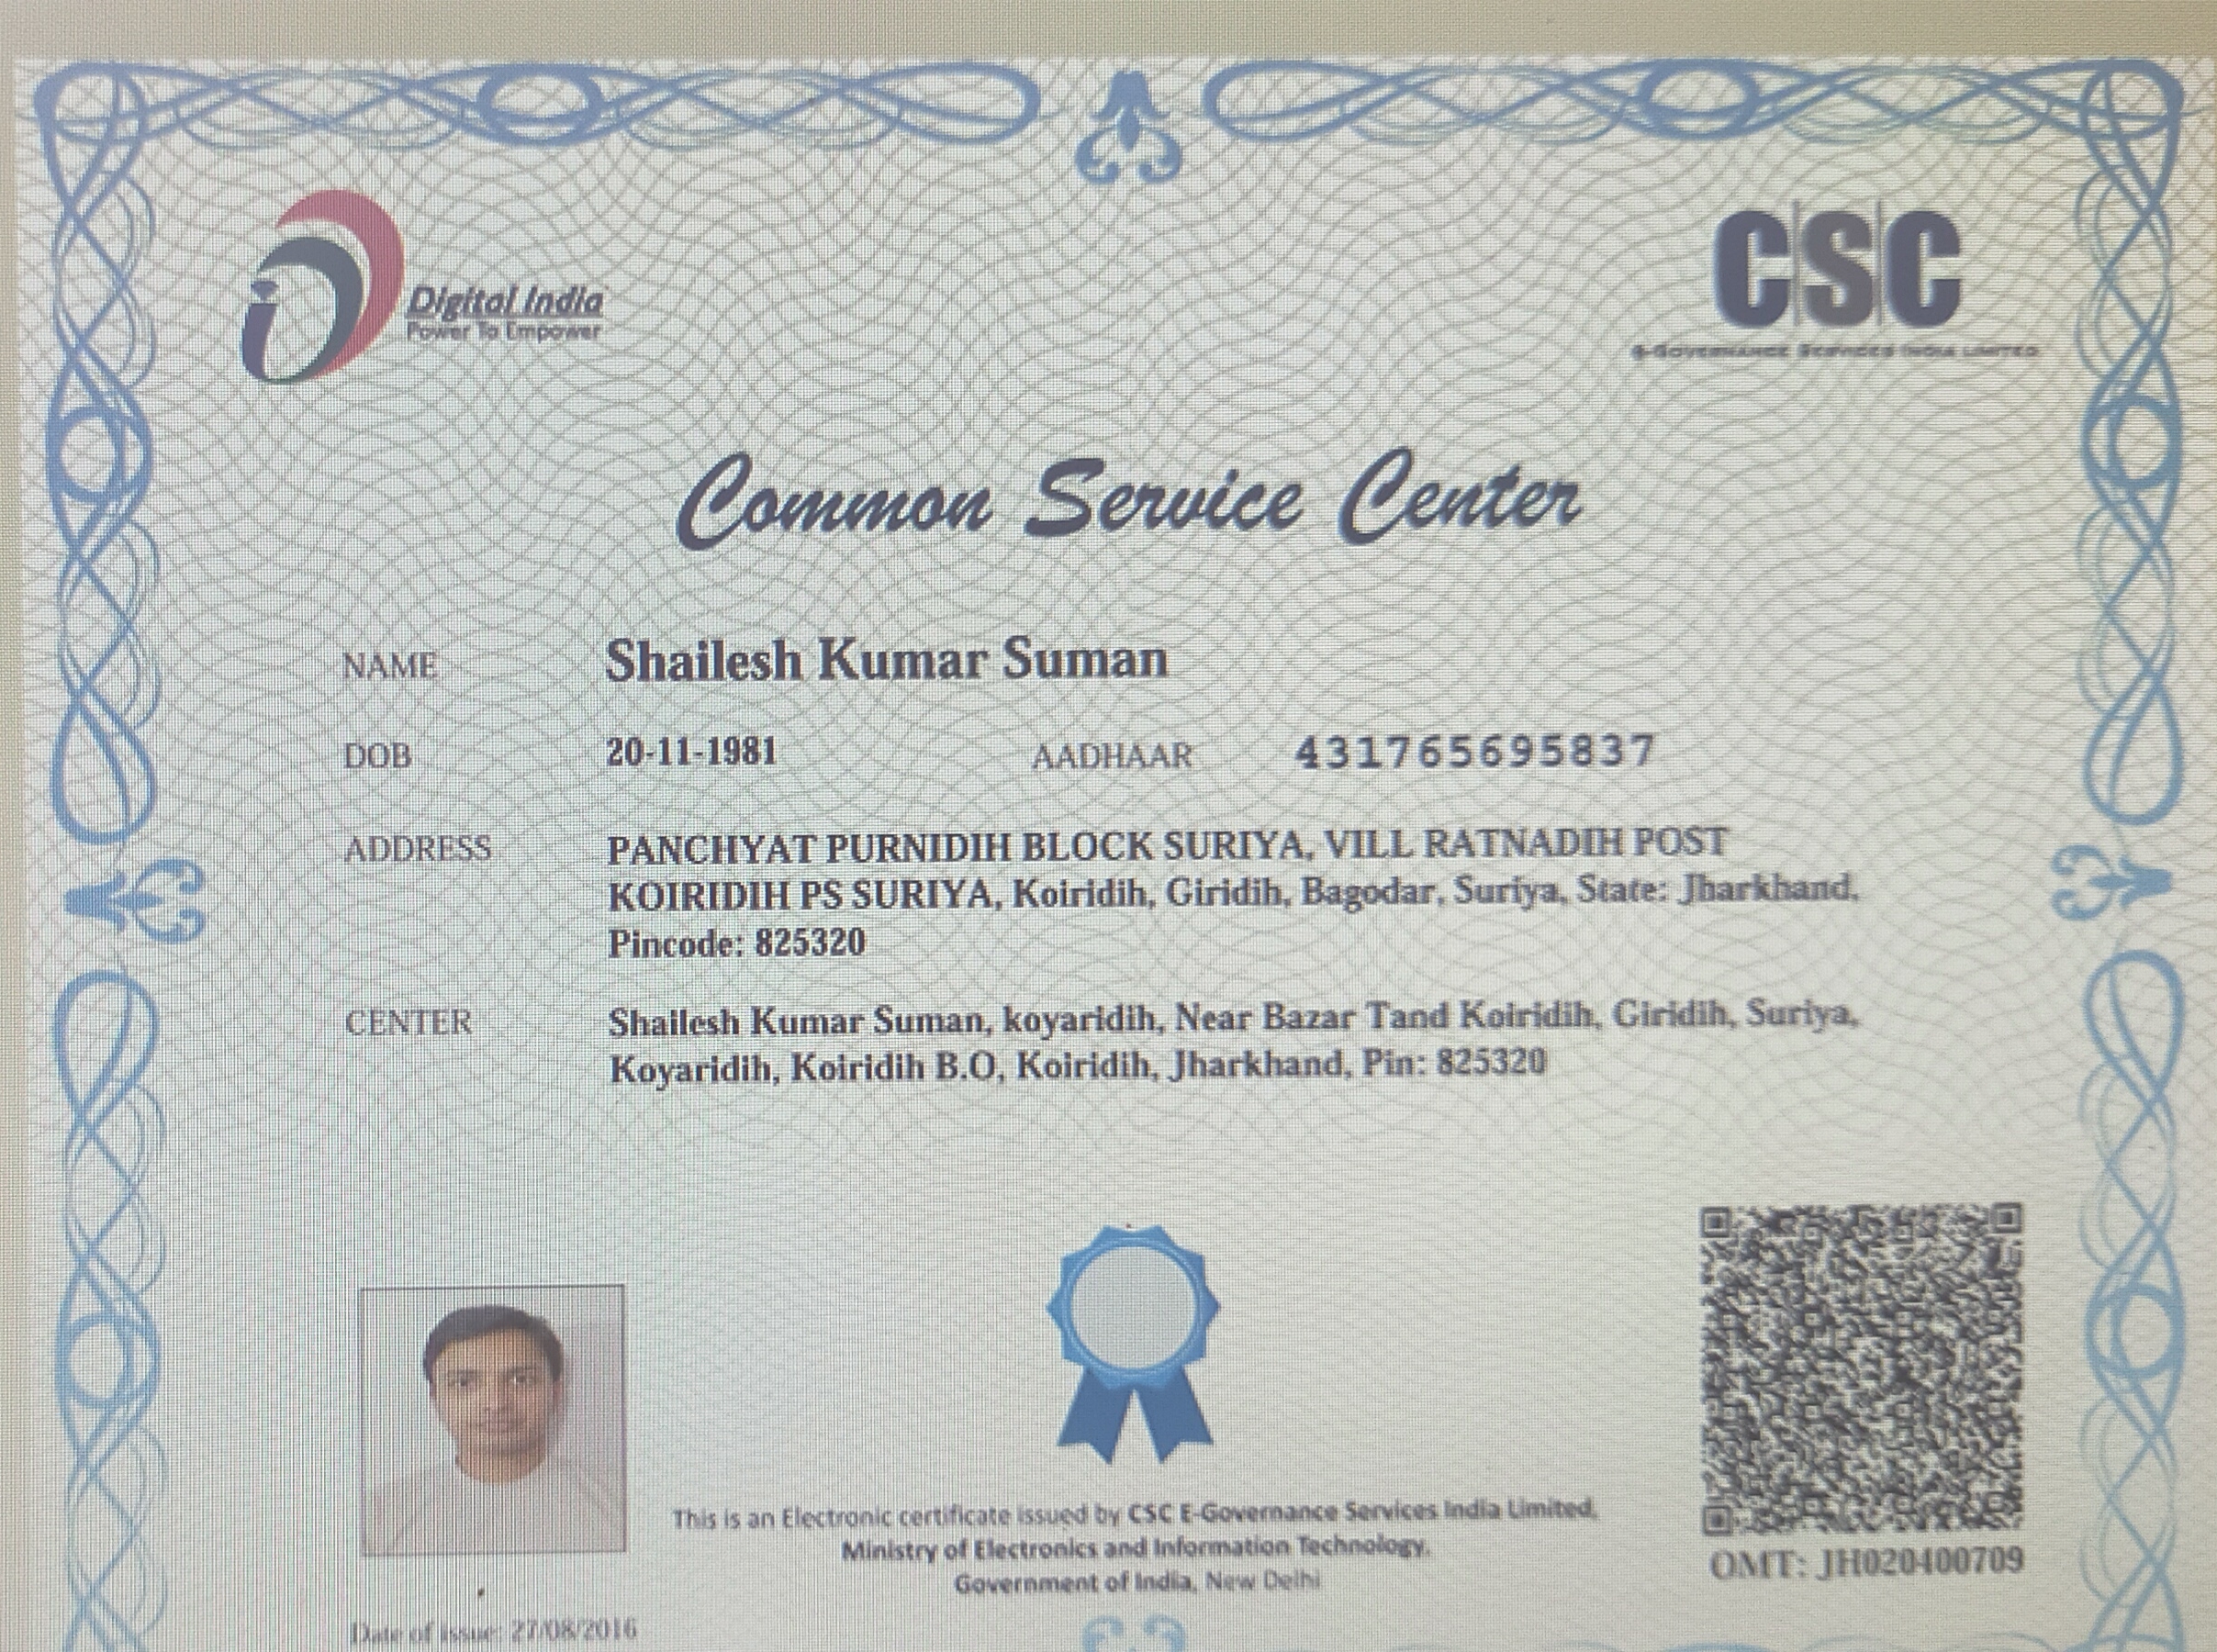 Digital India
Power To Empower
CSC
e-Governance Services India Limited
Common Service Center
NAME Shailesh Kumar Suman
DOB 20-11-1981 AADHAAR 431765695837
ADDRESS PANCHYAT PURNIDIH BLOCK SURIYA, VILL RATNADIH POST
KOIRIDIH PS SURIYA, Koiridih, Giridih, Bagodar, Suriya, State: Jharkhand,
Pincode: 825320
CENTER Shailesh Kumar Suman, koyaridih, Near Bazar Tand Koiridih, Giridih, Suriya,
Koyaridih, Koiridih B.O, Koiridih, Jharkhand, Pin: 825320
This is an Electronic certificate issued by CSC E-Governance Services India Limited,
Ministry of Electronics and Information Technology,
Government of India, New Delhi
OMT: JH020400709
Date of issue: 27/08/2016